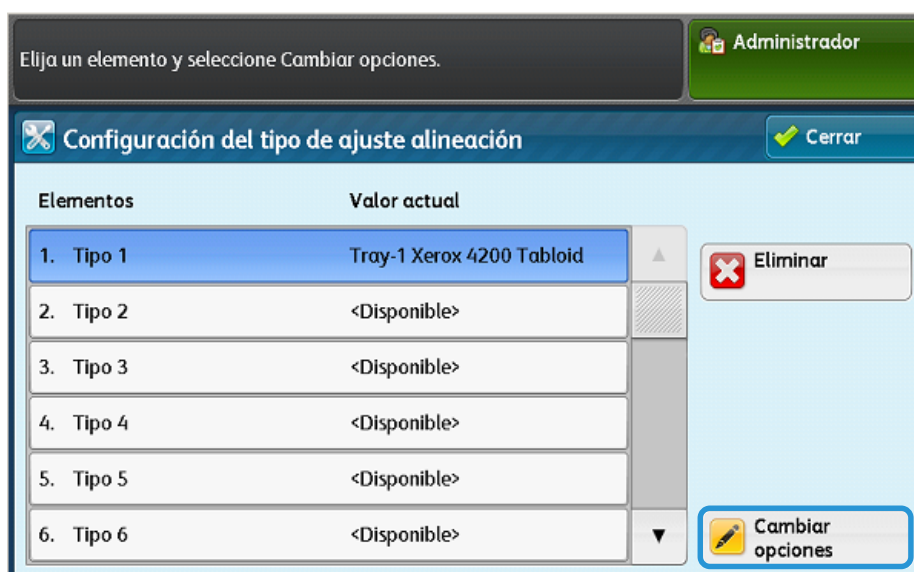 Elija un elemento y seleccione Cambiar opciones.
Administrador
Configuración del tipo de ajuste alineación
Cerrar
Elementos Valor actual
1. Tipo 1 Tray-1 Xerox 4200 Tabloid
Eliminar
2. Tipo 2 <Disponible>
3. Tipo 3 <Disponible>
4. Tipo 4 <Disponible>
5. Tipo 5 <Disponible>
6. Tipo 6 <Disponible>
Cambiar
opciones